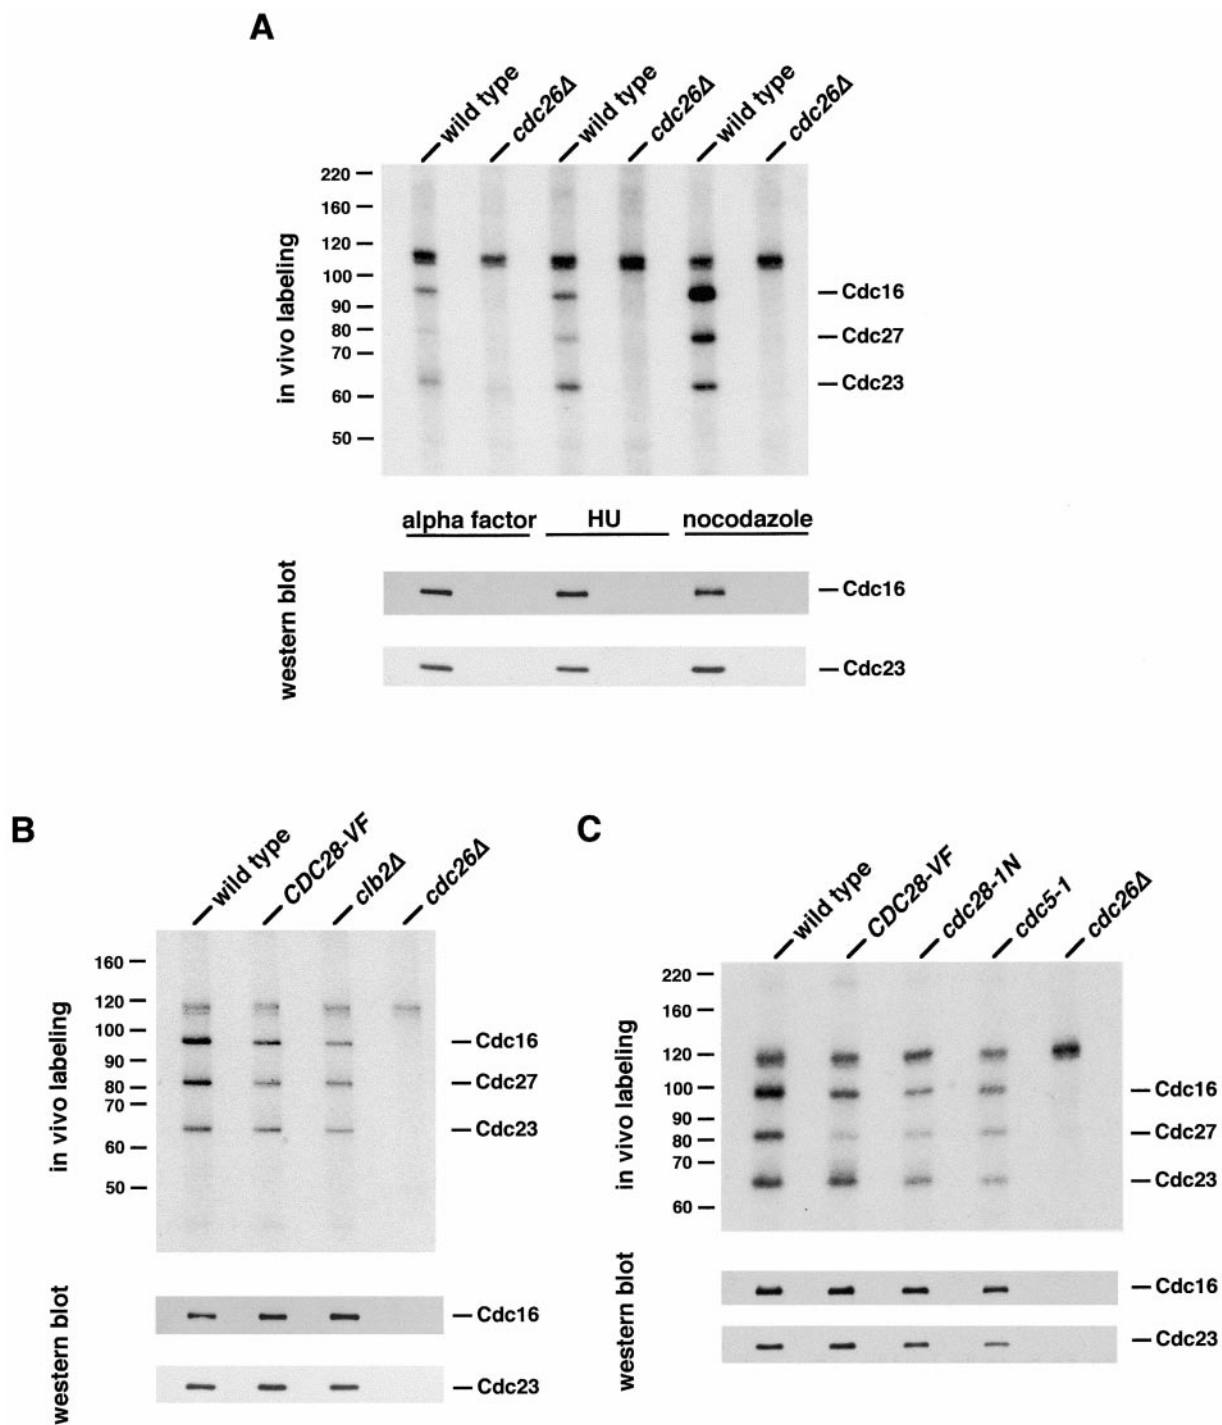 A
wild type
cdc26Δ
wild type
cdc26Δ
wild type
cdc26Δ
in vivo labeling
220
160
120
100
90
80
70
60
50
Cdc16
Cdc27
Cdc23
alpha factor HU nocodazole
western blot
Cdc16
Cdc23
B
wild type
CDC28-VF
clb2Δ
cdc26Δ
in vivo labeling
160
120
100
90
80
70
60
50
Cdc16
Cdc27
Cdc23
western blot
Cdc16
Cdc23
C
wild type
CDC28-VF
cdc28-1N
cdc5-1
cdc26Δ
in vivo labeling
220
160
120
100
90
80
70
60
Cdc16
Cdc27
Cdc23
western blot
Cdc16
Cdc23